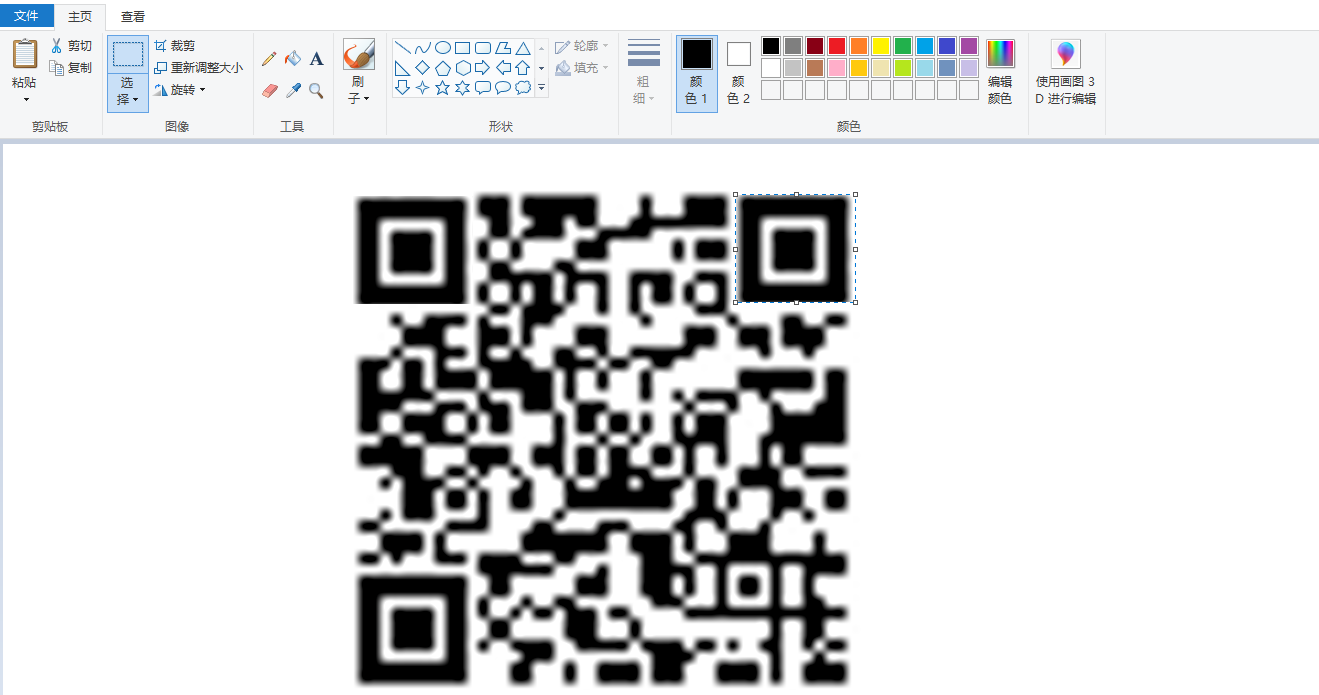 文件 主页 查看
粘贴
剪切
复制
剪贴板
选
择
裁剪
重新调整大小
旋转
图像
A
工具
刷
子
形状
轮廓
填充
粗
细
颜
色 1
颜
色 2
颜色
编辑
颜色
使用画图 3
D 进行编辑